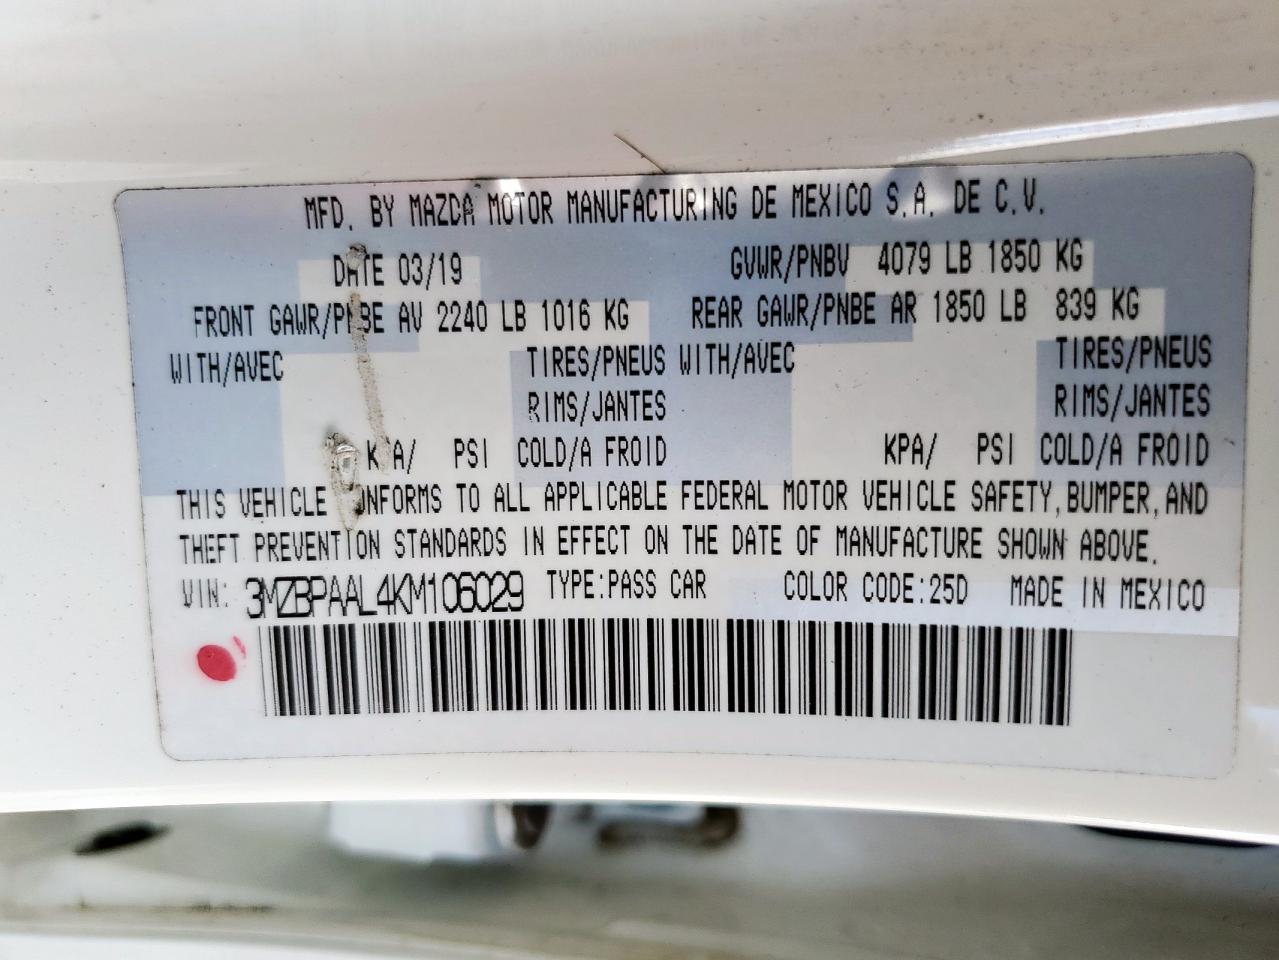 MFD. BY MAZDA MOTOR MANUFACTURING DE MEXICO S.A. DE C.V.
DATE 03/19 GVWR/PNBV 4079 LB 1850 KG
FRONT GAWR/PNBE AV 2240 LB 1016 KG REAR GAWR/PNBE AR 1850 LB 839 KG
WITH/AVEC TIRES/PNEUS WITH/AVEC TIRES/PNEUS
RIMS/JANTES RIMS/JANTES
KPA/ PSI COLD/A FROID KPA/ PSI COLD/A FROID
THIS VEHICLE CONFORMS TO ALL APPLICABLE FEDERAL MOTOR VEHICLE SAFETY, BUMPER, AND
THEFT PREVENTION STANDARDS IN EFFECT ON THE DATE OF MANUFACTURE SHOWN ABOVE.
VIN: 3MZBPAAL4KM106029 TYPE:PASS CAR COLOR CODE:25D MADE IN MEXICO